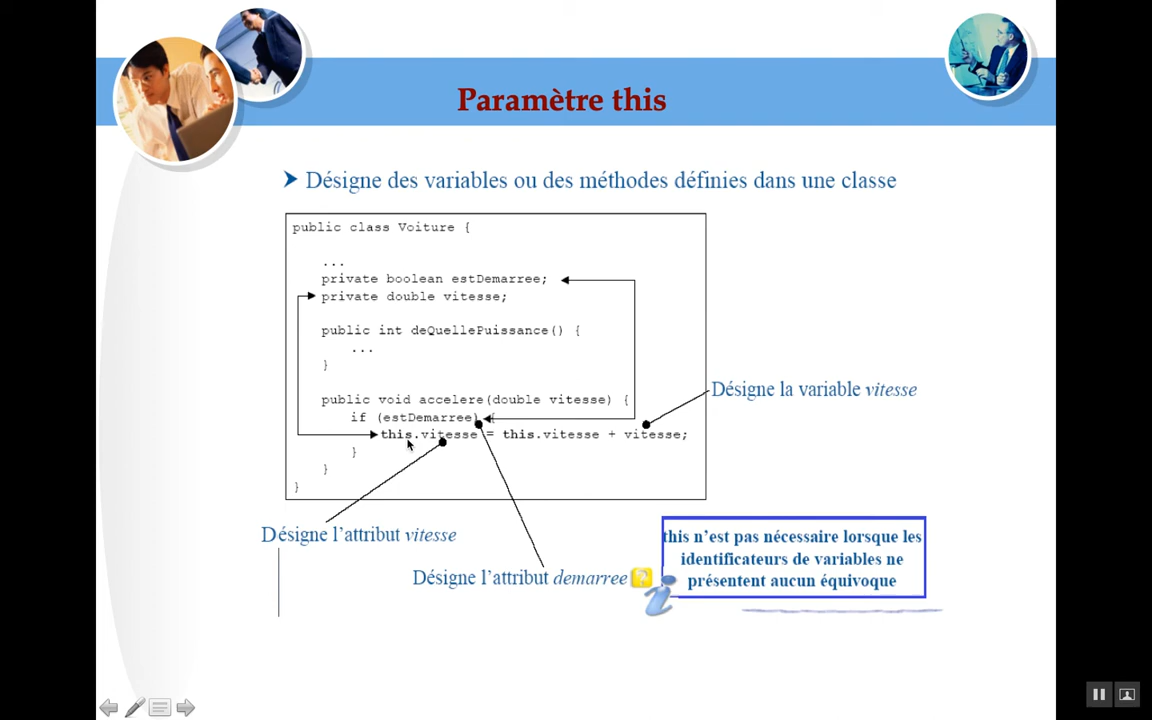 Paramètre this
Désigne des variables ou des méthodes définies dans une classe
public class Voiture {
...
private boolean estDemarree;
private double vitesse;
public int deQuellePuissance() {
...
}
public void accelere(double vitesse) {
if (estDemarree) {
this.vitesse = this.vitesse + vitesse;
}
}
}
Désigne la variable vitesse
Désigne l'attribut vitesse
Désigne l'attribut demarree
?
this n'est pas nécessaire lorsque les
identificateurs de variables ne
présentent aucun équivoque
i